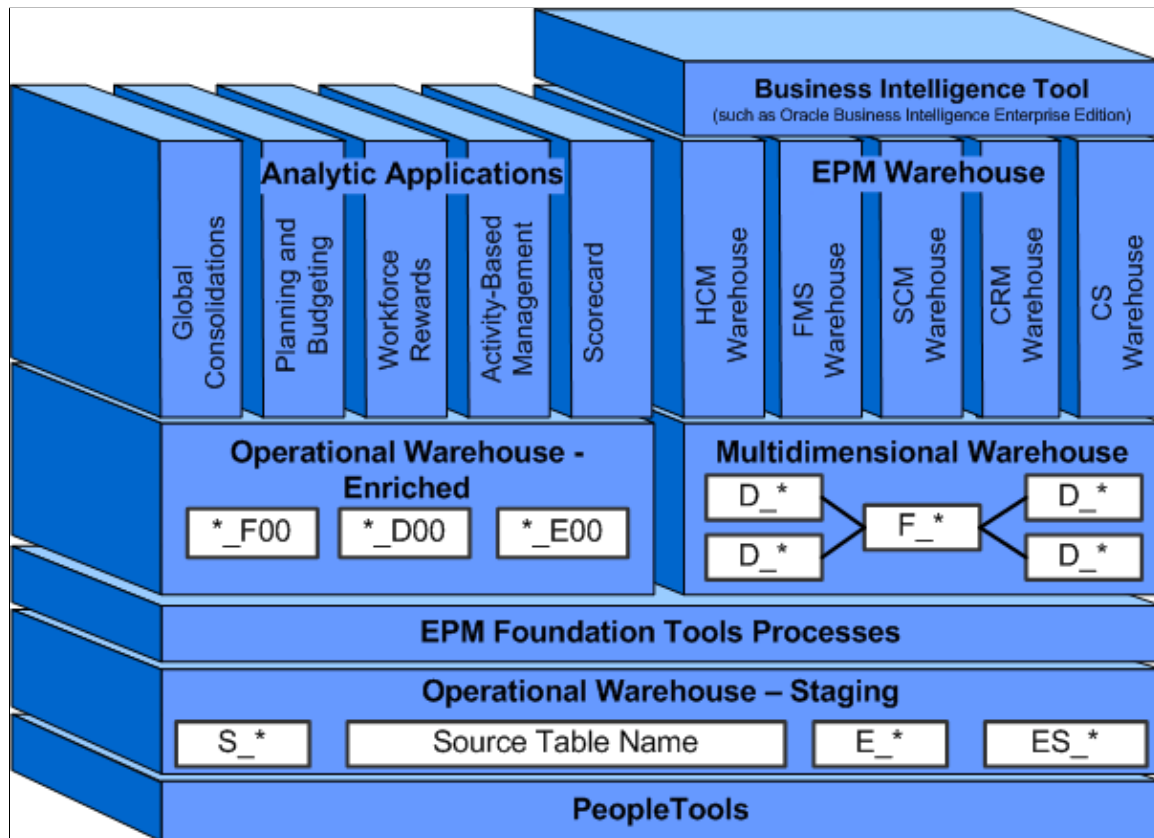 Business Intelligence Tool
(such as Oracle Business Intelligence Enterprise Edition)
Analytic Applications
Global
Consolidations
Planning and
Budgeting
Workforce
Rewards
Activity-Based
Management
Scorecard
EPM Warehouse
HCM
Warehouse
FMS
Warehouse
SCM
Warehouse
CRM
Warehouse
CS
Warehouse
Operational Warehouse -
Enriched
*_F00
*_D00
*_E00
Multidimensional Warehouse
D_*
D_*
F_*
D_*
D_*
EPM Foundation Tools Processes
Operational Warehouse – Staging
S_*
Source Table Name
E_*
ES_*
PeopleTools